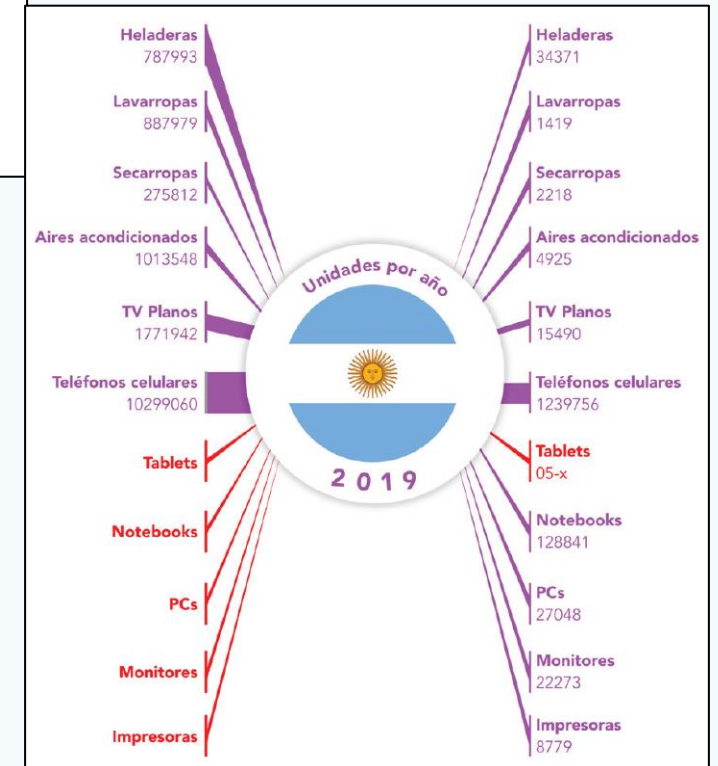 Heladeras
787993
Lavarropas
887979
Secarropas
275812
Aires acondicionados
1013548
TV Planos
1771942
Teléfonos celulares
10299060
Tablets
Notebooks
PCs
Monitores
Impresoras
Unidades por año
2019
Heladeras
34371
Lavarropas
1419
Secarropas
2218
Aires acondicionados
4925
TV Planos
15490
Teléfonos celulares
1239756
Tablets
05-x
Notebooks
128841
PCs
27048
Monitores
22273
Impresoras
8779